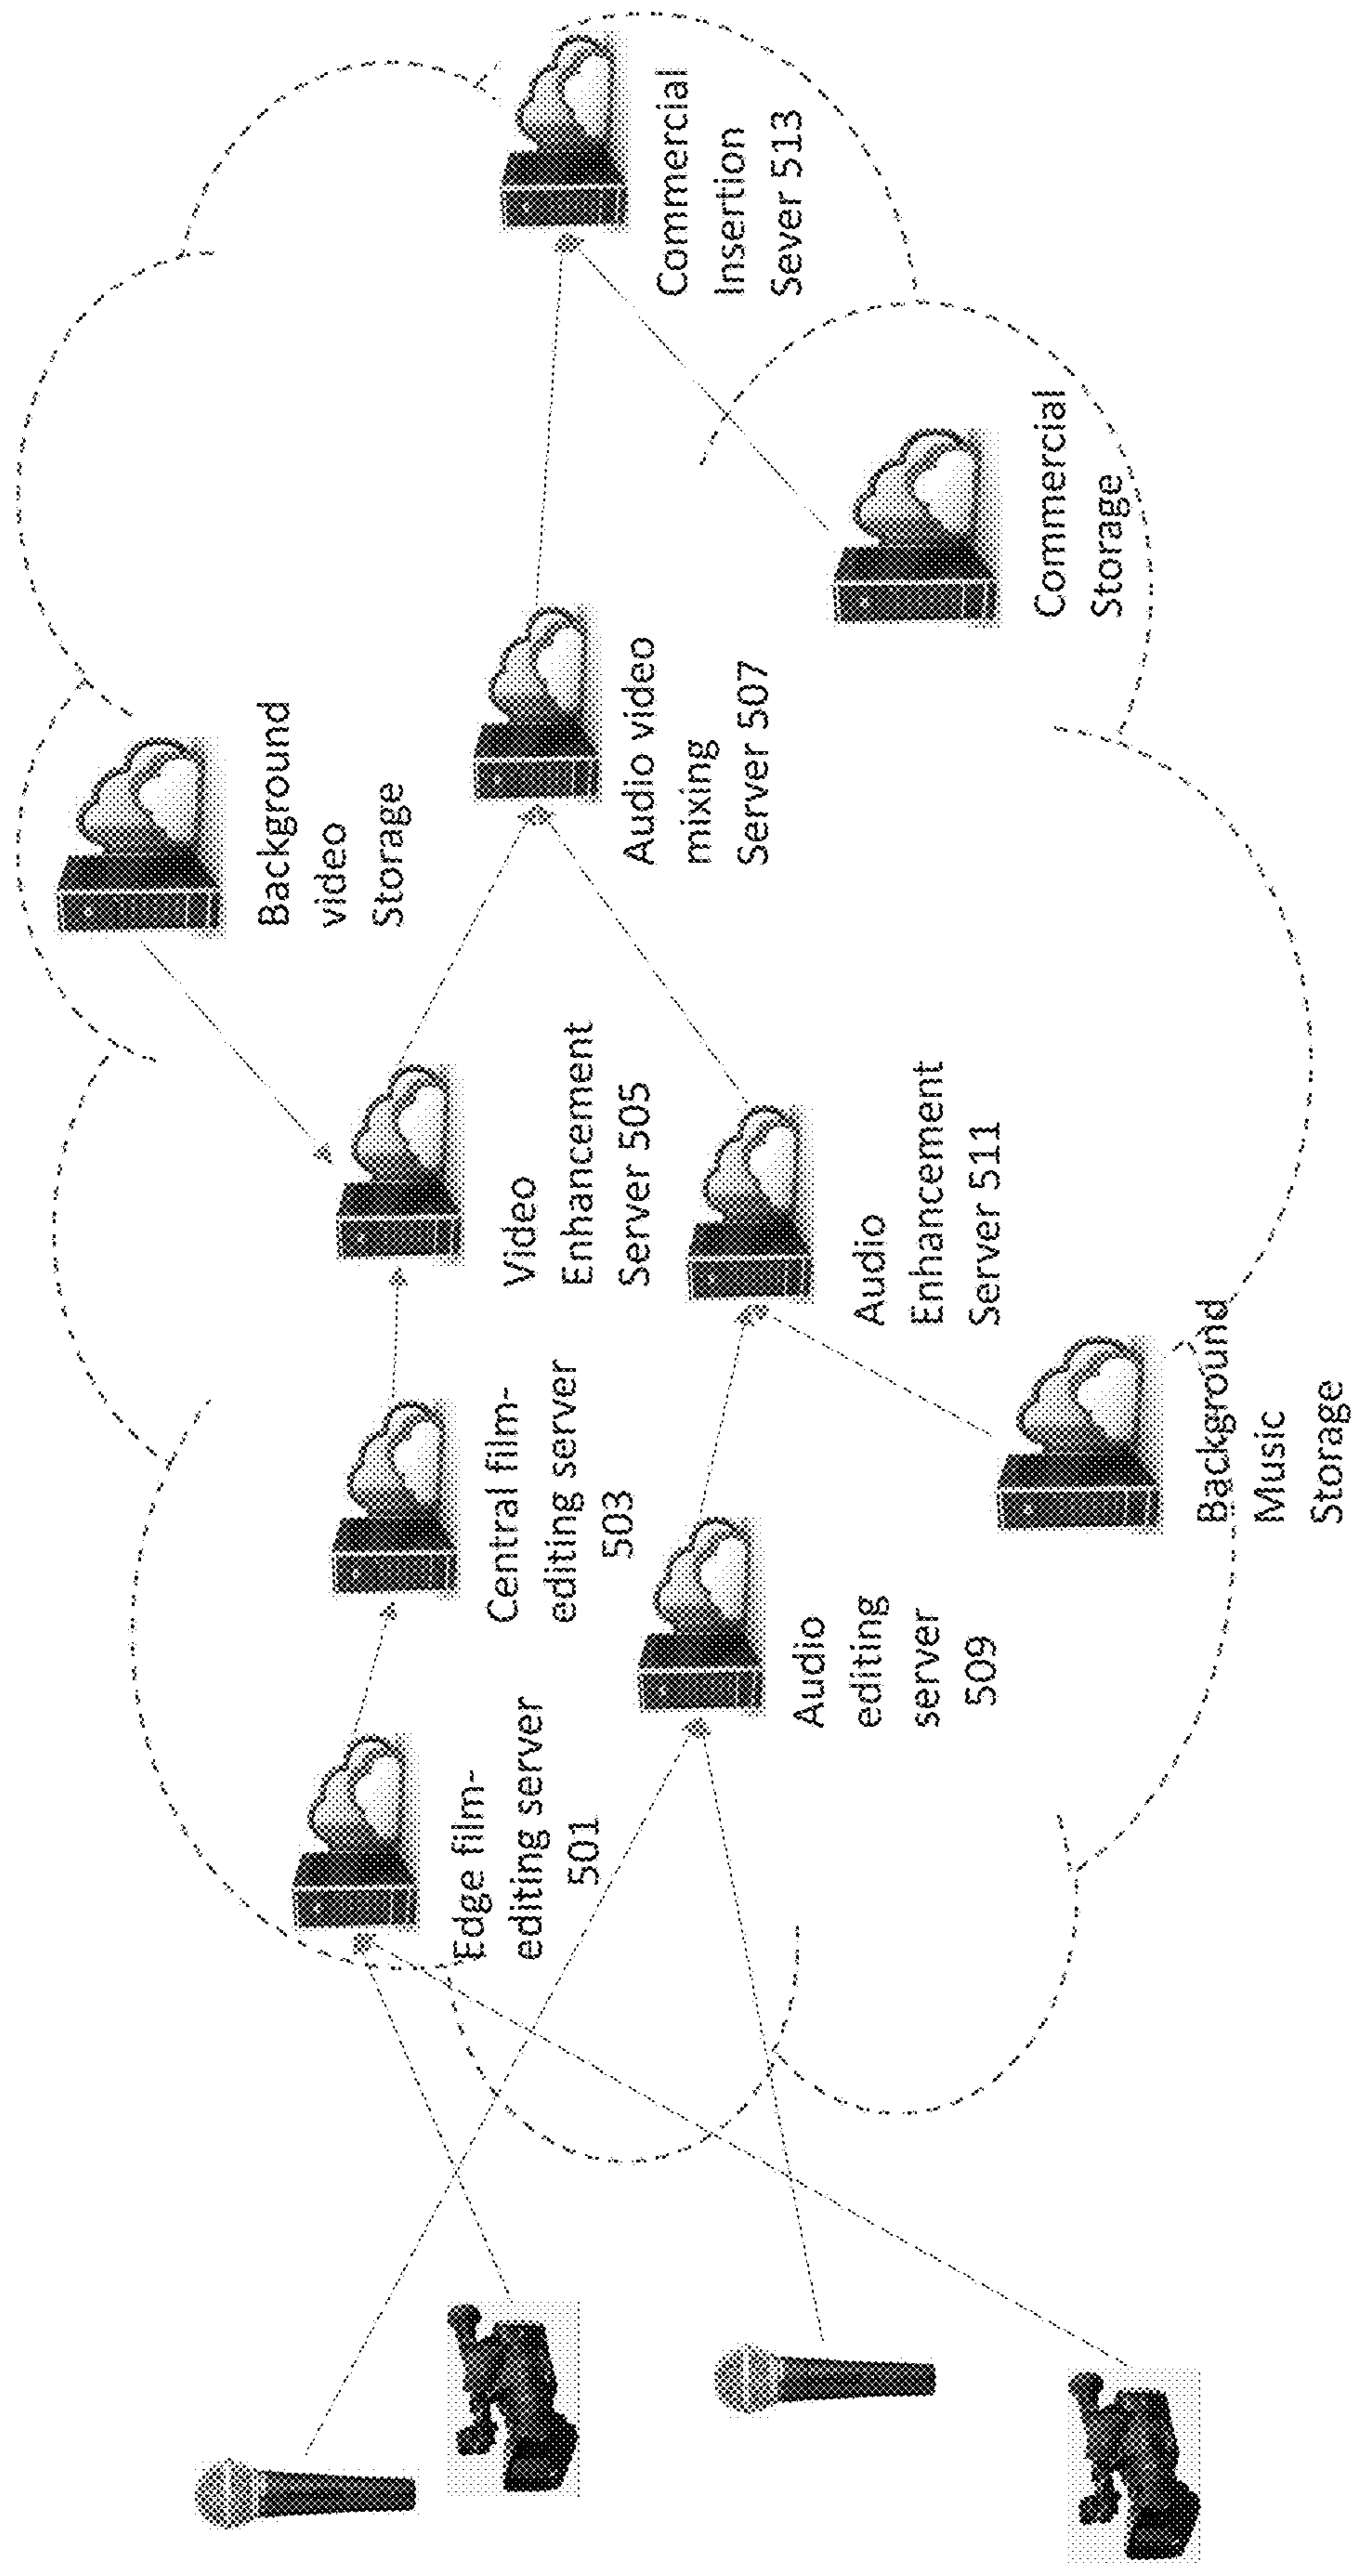 Background
video
Storage
Commercial
Insertion
Sever 513
Audio video
mixing
Server 507
Commercial
Storage
Video
Enhancement
Server 505
Central film-
editing server
503
Edge film-
editing server
501
Audio
Enhancement
Server 511
Audio
editing
server
509
Background
Music
Storage